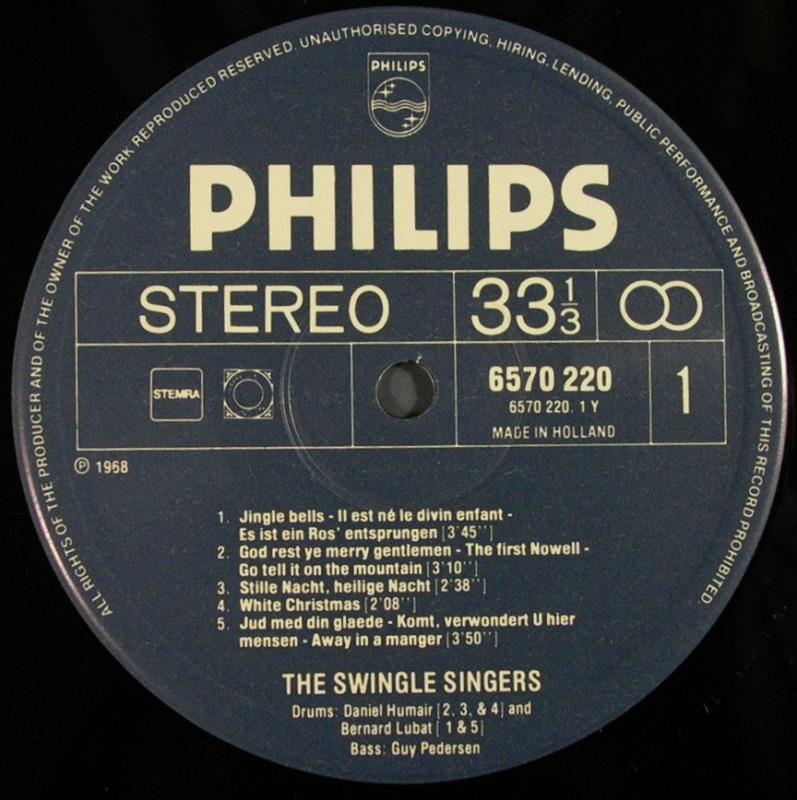 ALL RIGHTS OF THE PRODUCER AND OF THE OWNER OF THE WORK REPRODUCED RESERVED. UNAUTHORISED COPYING, HIRING, LENDING, PUBLIC PERFORMANCE AND BROADCASTING OF THIS RECORD PROHIBITED.
PHILIPS
PHILIPS
STEREO 33 1/3
STEMRA
6570 220
6570 220. 1 Y
MADE IN HOLLAND
1
Ⓟ 1968
1. Jingle bells - Il est né le divin enfant -
Es ist ein Ros' entsprungen [3'45'']
2. God rest ye merry gentlemen - The first Nowell -
Go tell it on the mountain [3'10'']
3. Stille Nacht, heilige Nacht [2'38'']
4. White Christmas [2'08'']
5. Jud med din glaede - Komt, verwondert U hier
mensen - Away in a manger [3'50'']
THE SWINGLE SINGERS
Drums: Daniel Humair [2, 3, & 4] and
Bernard Lubat [1 & 5]
Bass: Guy Pedersen